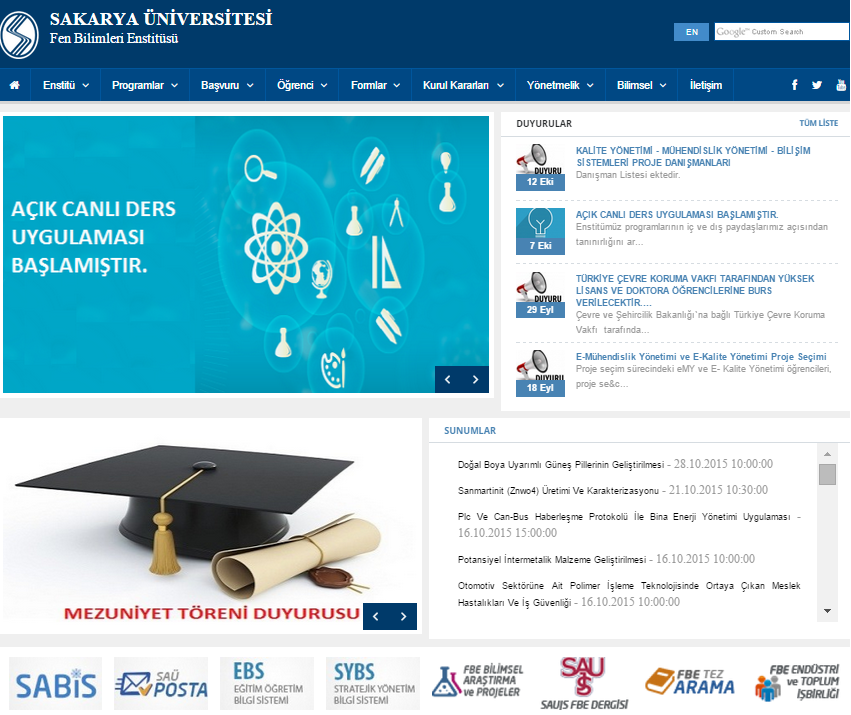 SAKARYA ÜNİVERSİTESİ
Fen Bilimleri Enstitüsü
EN
Google™ Custom Search
Enstitü
Programlar
Başvuru
Öğrenci
Formlar
Kurul Kararları
Yönetmelik
Bilimsel
İletişim
AÇIK CANLI DERS
UYGULAMASI
BAŞLAMIŞTIR.
DUYURULAR
TÜM LİSTE
DUYURU
12 Eki
KALİTE YÖNETİMİ - MÜHENDİSLİK YÖNETİMİ - BİLİŞİM
SİSTEMLERİ PROJE DANIŞMANLARI
Danışman Listesi ektedir.
7 Eki
AÇIK CANLI DERS UYGULAMASI BAŞLAMIŞTIR.
Enstitümüz programlarının iç ve dış paydaşlarımız açısından
tanınırlığını ar...
DUYURU
29 Eyl
TÜRKİYE ÇEVRE KORUMA VAKFI TARAFINDAN YÜKSEK
LİSANS VE DOKTORA ÖĞRENCİLERİNE BURS
VERİLECEKTİR....
Çevre ve Şehircilik Bakanlığı`na bağlı Türkiye Çevre Koruma
Vakfı tarafında...
DUYURU
18 Eyl
E-Mühendislik Yönetimi ve E-Kalite Yönetimi Proje Seçimi
Proje seçim sürecindeki eMY ve E- Kalite Yönetimi öğrencileri,
proje se&c...
MEZUNİYET TÖRENİ DUYURUSU
SUNUMLAR
Doğal Boya Uyarımlı Güneş Pillerinin Geliştirilmesi - 28.10.2015 10:00:00
Sanmartinit (Znwo4) Üretimi Ve Karakterizasyonu - 21.10.2015 10:30:00
Plc Ve Can-Bus Haberleşme Protokolü İle Bina Enerji Yönetimi Uygulaması -
16.10.2015 15:00:00
Potansiyel İntermetalik Malzeme Geliştirilmesi - 16.10.2015 10:00:00
Otomotiv Sektörüne Ait Polimer İşleme Teknolojisinde Ortaya Çıkan Meslek
Hastalıkları Ve İş Güvenliği - 16.10.2015 10:00:00
SABİS
SAÜ
POSTA
EBS
EĞİTİM ÖĞRETİM
BİLGİ SİSTEMİ
SYBS
STRATEJİK YÖNETİM
BİLGİ SİSTEMİ
FBE BİLİMSEL
ARAŞTIRMA
ve PROJELER
SAU
SAUJS FBE DERGİSİ
FBE TEZ
ARAMA
FBE ENDÜSTRİ
ve TOPLUM
İŞBİRLİĞİ